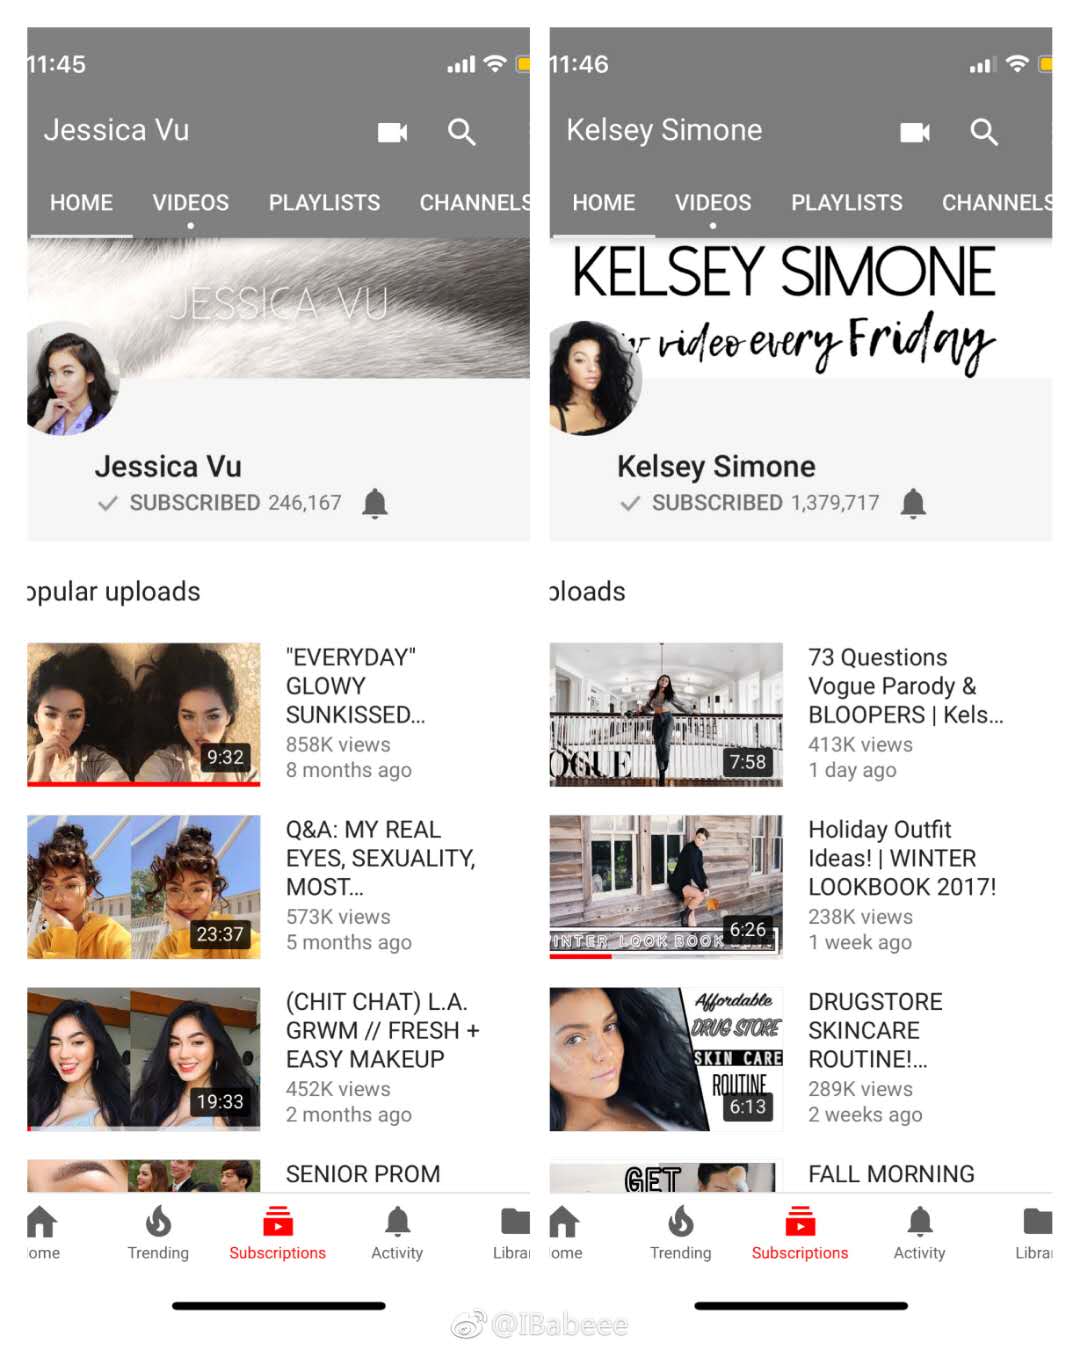 11:45
Jessica Vu
HOME VIDEOS PLAYLISTS CHANNELS
JESSICA VU
Jessica Vu
SUBSCRIBED 246,167
opular uploads
9:32
"EVERYDAY"
GLOWY
SUNKISSED...
858K views
8 months ago
23:37
Q&A: MY REAL
EYES, SEXUALITY,
MOST...
573K views
5 months ago
19:33
(CHIT CHAT) L.A.
GRWM // FRESH +
EASY MAKEUP
452K views
2 months ago
SENIOR PROM
ome Trending Subscriptions Activity Librar
11:46
Kelsey Simone
HOME VIDEOS PLAYLISTS CHANNELS
KELSEY SIMONE
video every Friday
Kelsey Simone
SUBSCRIBED 1,379,717
ploads
OGUE
7:58
73 Questions
Vogue Parody &
BLOOPERS | Kels...
413K views
1 day ago
WINTER LOOK BOOK
6:26
Holiday Outfit
Ideas! | WINTER
LOOKBOOK 2017!
238K views
1 week ago
Affordable
DRUG STORE
SKIN CARE
ROUTINE
6:13
DRUGSTORE
SKINCARE
ROUTINE!...
289K views
2 weeks ago
GET
FALL MORNING
ome Trending Subscriptions Activity Librar
@IBabeee